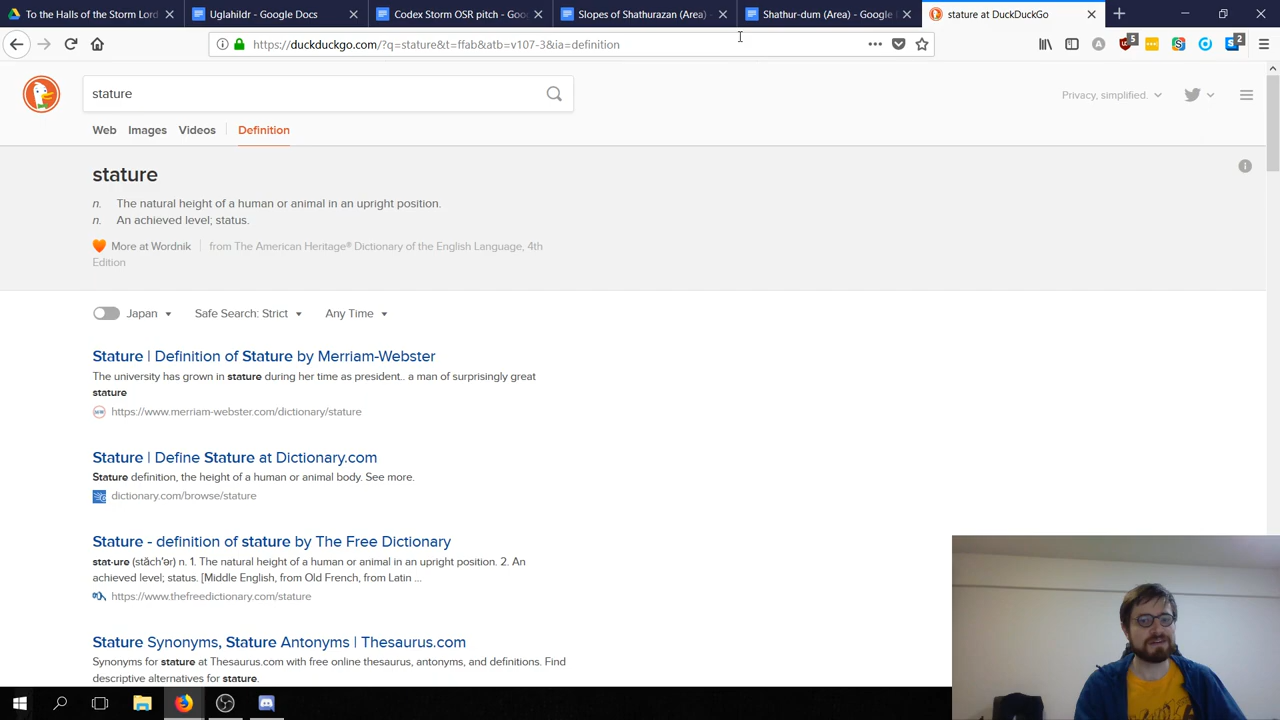 To the Halls of the Storm Lord
Uglahildr - Google Docs
Codex Storm OSR pitch - Goo
Slopes of Shathurazan (Area) -
Shathur-dum (Area) - Google
stature at DuckDuckGo
https://duckduckgo.com/?q=stature&t=ffab&atb=v107-3&ia=definition
5
2
stature
Privacy, simplified.
Web Images Videos Definition
stature
n. The natural height of a human or animal in an upright position.
n. An achieved level; status.
More at Wordnik from The American Heritage® Dictionary of the English Language, 4th
Edition
Japan Safe Search: Strict Any Time
Stature | Definition of Stature by Merriam-Webster
The university has grown in stature during her time as president.. a man of surprisingly great
stature
https://www.merriam-webster.com/dictionary/stature
Stature | Define Stature at Dictionary.com
Stature definition, the height of a human or animal body. See more.
dictionary.com/browse/stature
Stature - definition of stature by The Free Dictionary
stat·ure (stăch′ər) n. 1. The natural height of a human or animal in an upright position. 2. An
achieved level; status. [Middle English, from Old French, from Latin ...
https://www.thefreedictionary.com/stature
Stature Synonyms, Stature Antonyms | Thesaurus.com
Synonyms for stature at Thesaurus.com with free online thesaurus, antonyms, and definitions. Find
descriptive alternatives for stature.